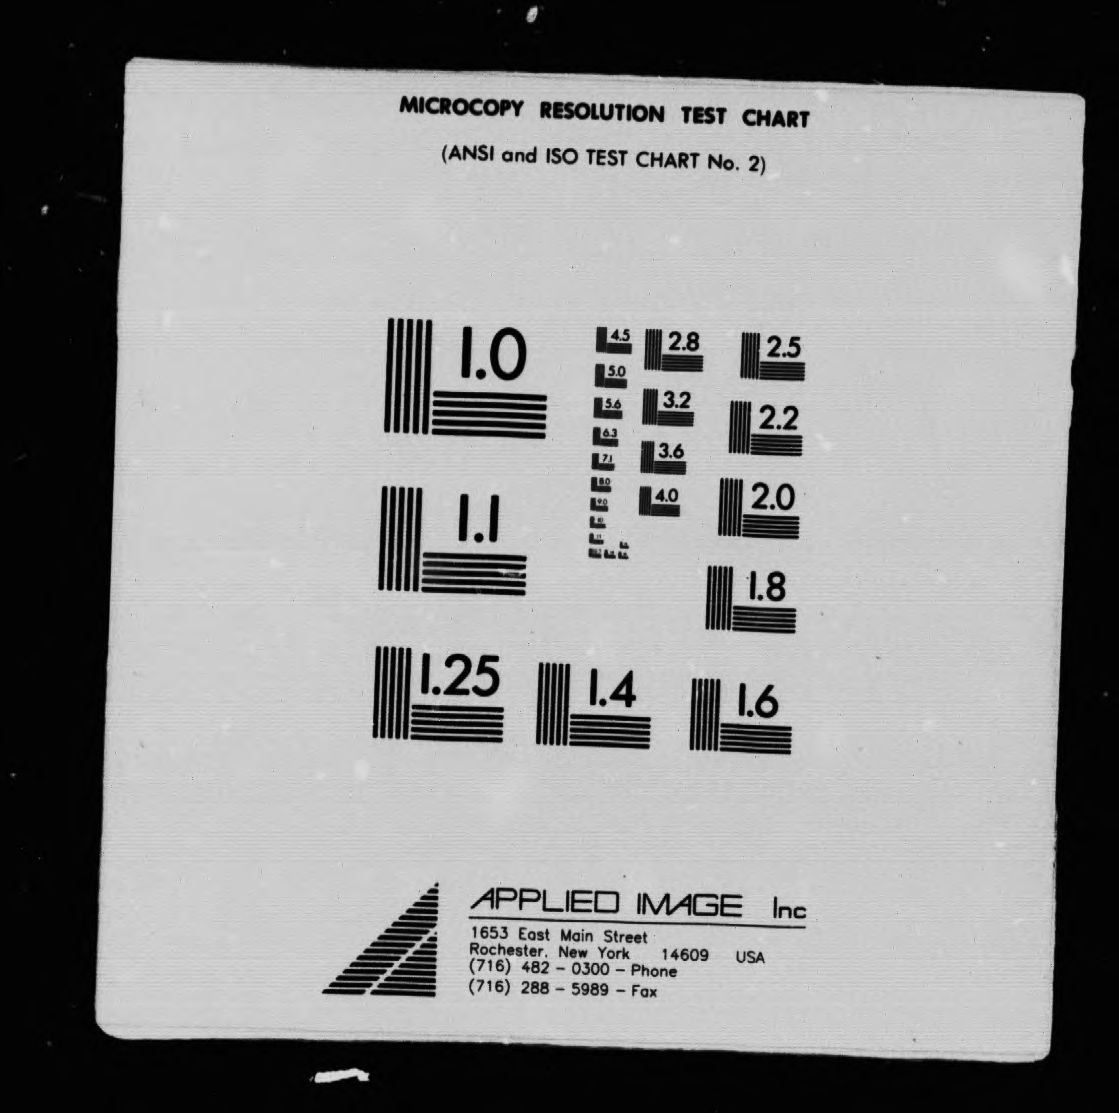 MICROCOPY RESOLUTION TEST CHART
(ANSI and ISO TEST CHART No. 2)
1.0
4.5 2.8 2.5
5.0
5.6 3.2 2.2
6.3
7.1 3.6
8.0
9.0 4.0 2.0
10
1.1
1.8
1.25 1.4 1.6
APPLIED IMAGE Inc
1653 East Main Street
Rochester, New York 14609 USA
(716) 482 - 0300 - Phone
(716) 288 - 5989 - Fax